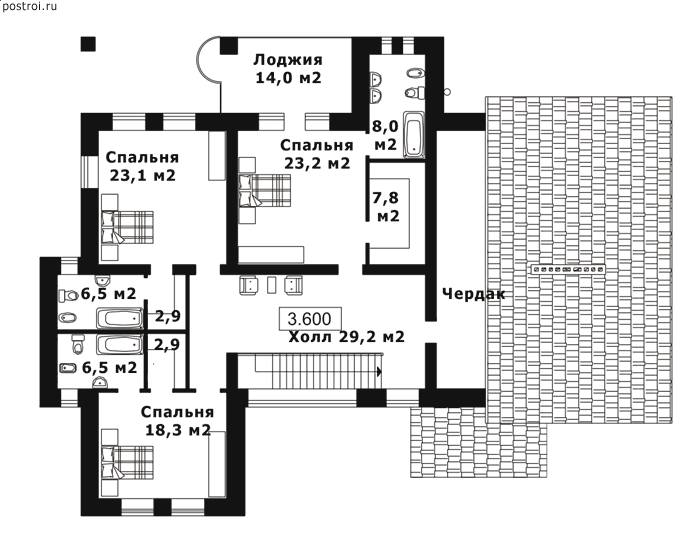 postroi.ru
Лоджия
14,0 м2
8,0
м2
Спальня
23,1 м2
Спальня
23,2 м2
7,8
м2
6,5 м2
2,9
3.600
Чердак
Холл 29,2 м2
2,9
6,5 м2
Спальня
18,3 м2